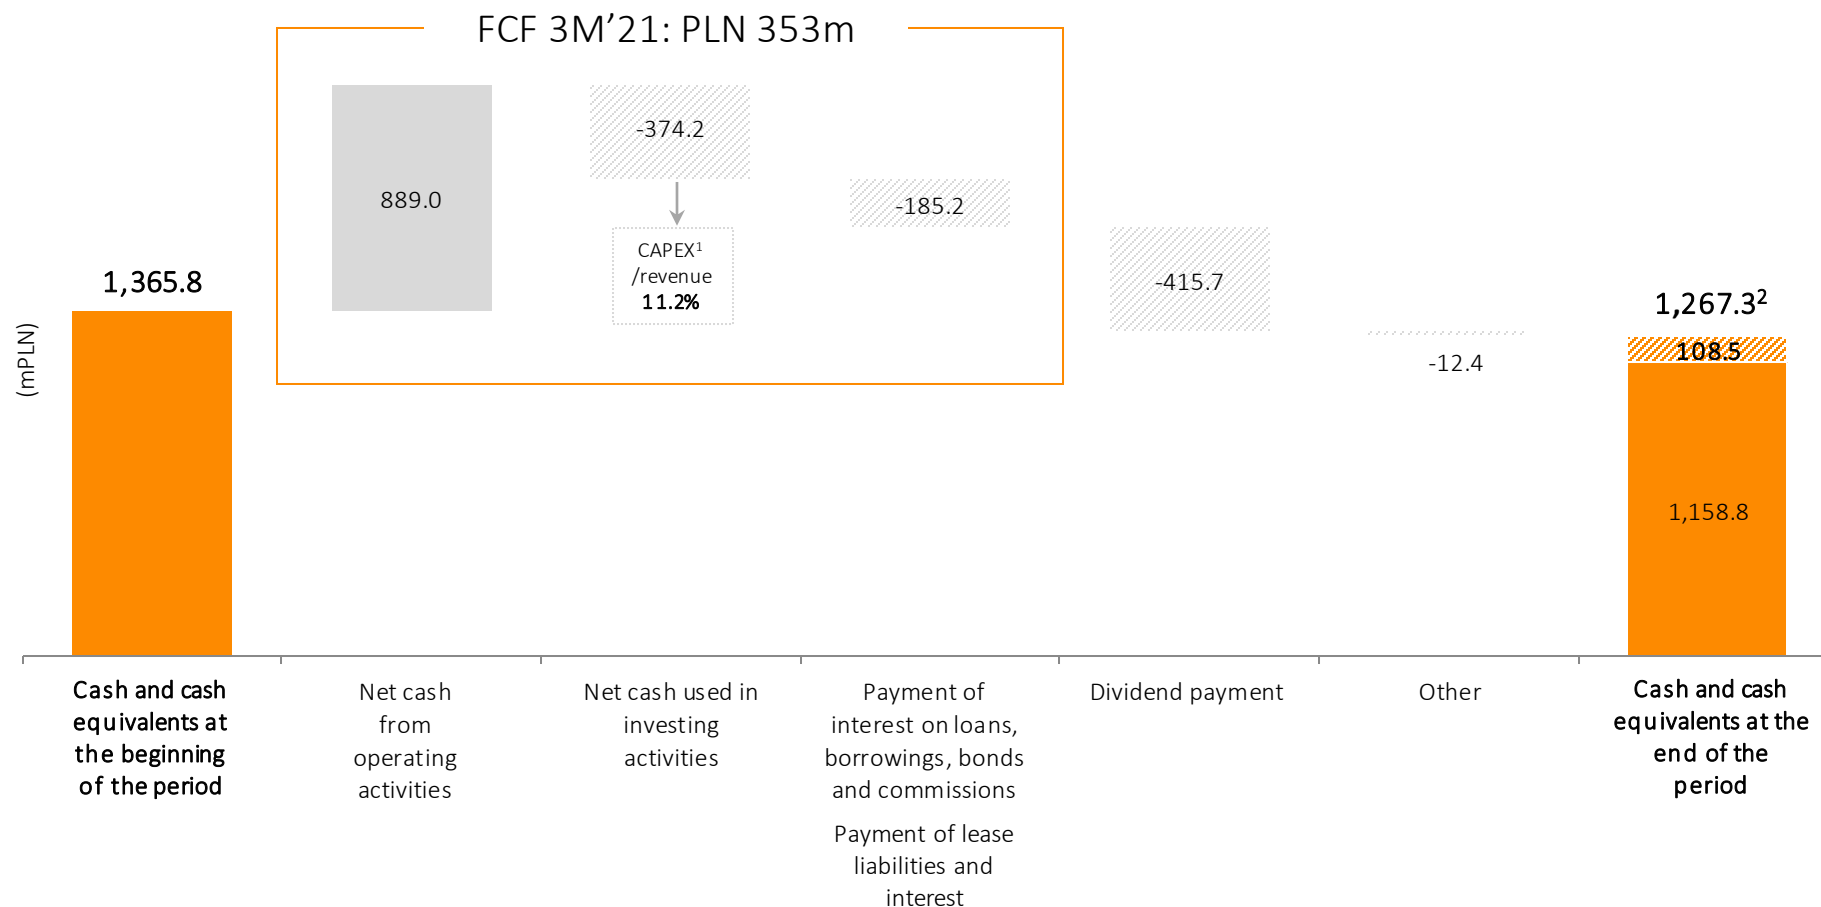 FCF 3M’21: PLN 353m
(mPLN)
1,365.8
889.0
-374.2
CAPEX¹
/revenue
11.2%
-185.2
-415.7
-12.4
1,267.3²
108.5
1,158.8
Cash and cash
equivalents at
the beginning
of the period
Net cash
from
operating
activities
Net cash used in
investing
activities
Payment of
interest on loans,
borrowings, bonds
and commissions
Payment of lease
liabilities and
interest
Dividend payment
Other
Cash and cash
equivalents at the
end of the
period